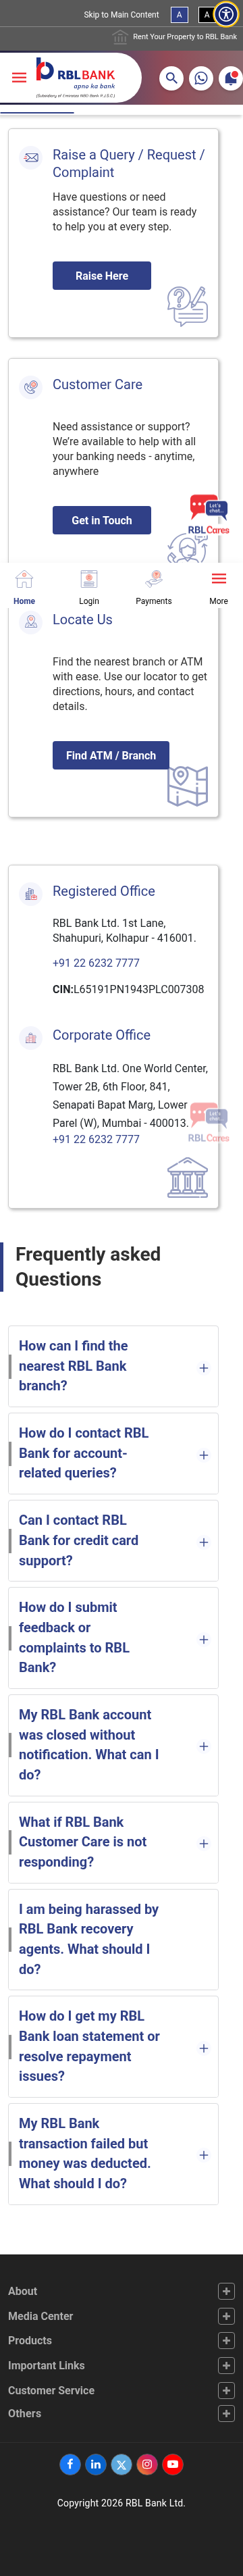 Skip to Main Content
A
A
Rent Your Property to RBL Bank
RBLBANK
apno ka bank
(Subsidiary of Emirates NBD Bank P.J.S.C.)
Raise a Query / Request /
Complaint
Have questions or need
assistance? Our team is ready
to help you at every step.
Raise Here
Customer Care
Need assistance or support?
We're available to help with all
your banking needs - anytime,
anywhere
Get in Touch
Let's
chat...
RBLCares
Home
Login
Payments
More
Locate Us
Find the nearest branch or ATM
with ease. Use our locator to get
directions, hours, and contact
details.
Find ATM / Branch
Registered Office
RBL Bank Ltd. 1st Lane,
Shahupuri, Kolhapur - 416001.
+91 22 6232 7777
CIN:L65191PN1943PLC007308
Corporate Office
RBL Bank Ltd. One World Center,
Tower 2B, 6th Floor, 841,
Senapati Bapat Marg, Lower
Parel (W), Mumbai - 400013.
+91 22 6232 7777
Let's
chat...
RBLCares
Frequently asked
Questions
How can I find the
nearest RBL Bank
branch?
How do I contact RBL
Bank for account-
related queries?
Can I contact RBL
Bank for credit card
support?
How do I submit
feedback or
complaints to RBL
Bank?
My RBL Bank account
was closed without
notification. What can I
do?
What if RBL Bank
Customer Care is not
responding?
I am being harassed by
RBL Bank recovery
agents. What should I
do?
How do I get my RBL
Bank loan statement or
resolve repayment
issues?
My RBL Bank
transaction failed but
money was deducted.
What should I do?
About
Media Center
Products
Important Links
Customer Service
Others
Copyright 2026 RBL Bank Ltd.